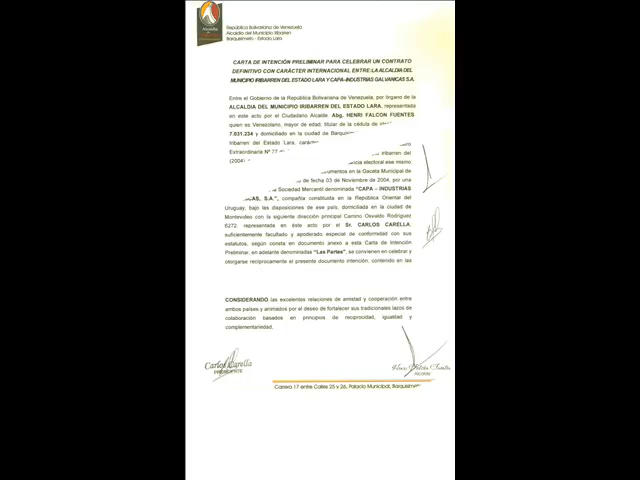 Alcaldía
República Bolivariana de Venezuela
Alcaldía del Municipio Iribarren
Barquisimeto - Estado Lara
CARTA DE INTENCIÓN PRELIMINAR PARA CELEBRAR UN CONTRATO
DEFINITIVO CON CARÁCTER INTERNACIONAL ENTRE: LA ALCALDIA DEL
MUNICIPIO IRIBARREN DEL ESTADO LARA Y CAPA-INDUSTRIAS GALVANICAS S.A.
Entre el Gobierno de la República Bolivariana de Venezuela, por órgano de la
ALCALDIA DEL MUNICIPIO IRIBARREN DEL ESTADO LARA, representada
en este acto por el Ciudadano Alcalde Abg. HENRI FALCON FUENTES
quien es Venezolano, mayor de edad, titular de la cédula de
7.031.234 y domiciliado en la ciudad de
Iribarren del Estado Lara,
Extraordinaria Nº 77
Iribarren del
(2004)
electoral ese mismo
en la Gaceta Municipal de
de fecha 03 de Noviembre de 2004, por una
Sociedad Mercantil denominada "CAPA – INDUSTRIAS
S.A.", compañía constituida en la República Oriental del
Uruguay, bajo las disposiciones de ese país, domiciliada en la ciudad de
Montevideo con la siguiente dirección principal Camino Osvaldo Rodríguez
6272, representada en éste acto por el Sr. CARLOS CARELLA,
suficientemente facultado y apoderado especial de conformidad con sus
estatutos, según consta en documento anexo a esta Carta de Intención
Preliminar, en adelante denominadas "Las Partes", se convienen en celebrar y
otorgarse recíprocamente el presente documento intención, contenido en las
CONSIDERANDO las excelentes relaciones de amistad y cooperación entre
ambos países y animados por el deseo de fortalecer sus tradicionales lazos de
colaboración basados en principios de reciprocidad, igualdad y
complementariedad.
Carlos Carella
PRESIDENTE
Henri Falcón Fuentes
ALCALDE
Carrera 17 entre Calles 25 y 26, Palacio Municipal,